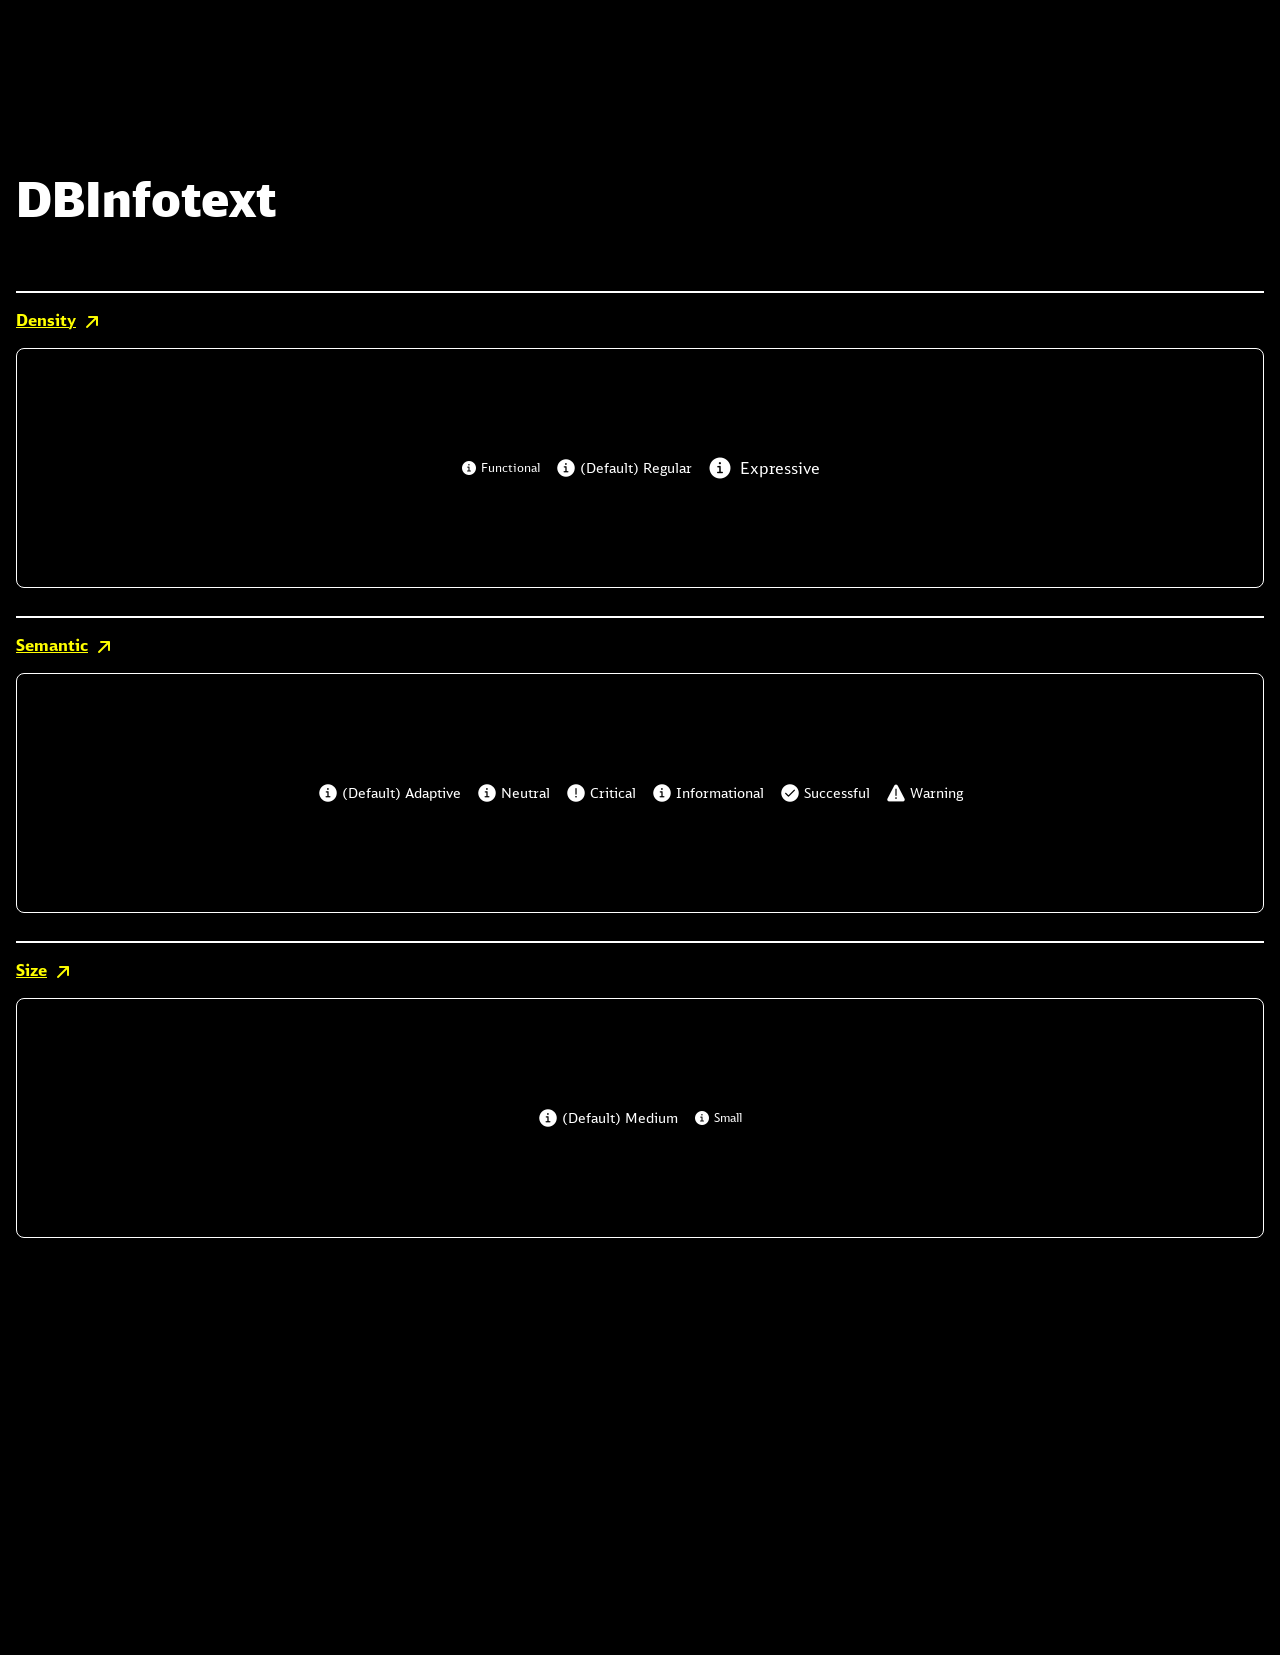 DBInfotext
Density
Functional (Default) Regular Expressive
Semantic
(Default) Adaptive Neutral Critical Informational Successful Warning
Size
(Default) Medium Small